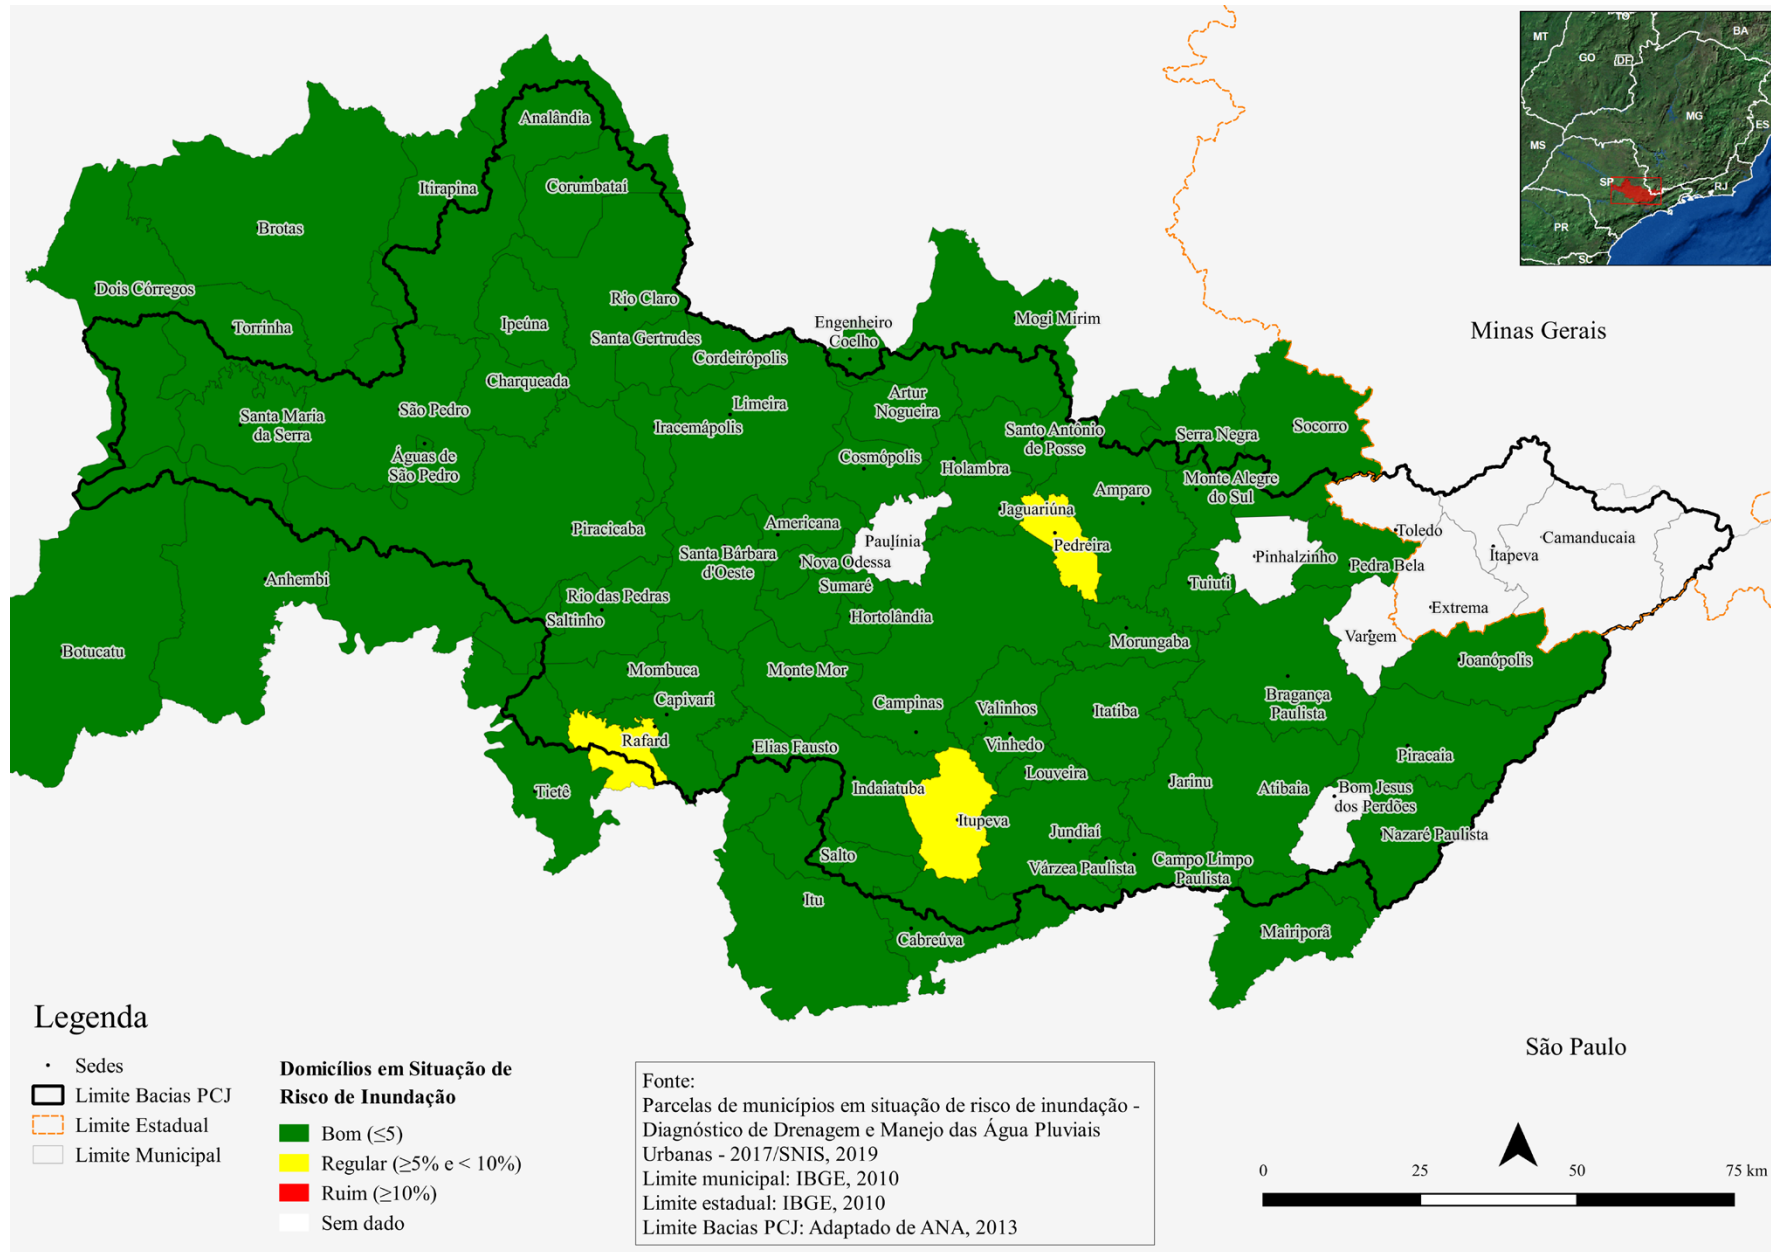 TO
BA
MT
GO
DF
MG
ES
MS
SP
RJ
PR
SC
Minas Gerais
Analândia
Itirapina
Corumbataí
Brotas
Dois Córregos
Torrinha
Rio Claro
Ipeúna
Santa Gertrudes
Engenheiro
Coelho
Mogi Mirim
Cordeirópolis
Charqueada
São Pedro
Santa Maria
da Serra
Águas de
São Pedro
Limeira
Iracemápolis
Artur
Nogueira
Cosmópolis
Holambra
Santo Antônio
de Posse
Serra Negra
Socorro
Monte Alegre
do Sul
Amparo
Jaguariúna
Pedreira
Piracicaba
Americana
Paulínia
Santa Bárbara
d'Oeste
Nova Odessa
Sumaré
Hortolândia
Pinhalzinho
Tuiuti
Pedra Bela
Toledo
Itapeva
Camanducaia
Extrema
Vargem
Joanópolis
Anhembi
Botucatu
Rio das Pedras
Saltinho
Mombuca
Capivari
Monte Mor
Campinas
Valinhos
Vinhedo
Itatiba
Morungaba
Bragança
Paulista
Piracaia
Rafard
Tietê
Elias Fausto
Indaiatuba
Itupeva
Louveira
Jarinu
Atibaia
Bom Jesus
dos Perdões
Nazaré Paulista
Jundiaí
Várzea Paulista
Campo Limpo
Paulista
Salto
Itu
Cabreúva
Mairiporã
São Paulo
Legenda
Sedes
Limite Bacias PCJ
Limite Estadual
Limite Municipal
Domicílios em Situação de
Risco de Inundação
Bom (≤5)
Regular (≥5% e < 10%)
Ruim (≥10%)
Sem dado
Fonte:
Parcelas de municípios em situação de risco de inundação -
Diagnóstico de Drenagem e Manejo das Água Pluviais
Urbanas - 2017/SNIS, 2019
Limite municipal: IBGE, 2010
Limite estadual: IBGE, 2010
Limite Bacias PCJ: Adaptado de ANA, 2013
0 25 50 75 km